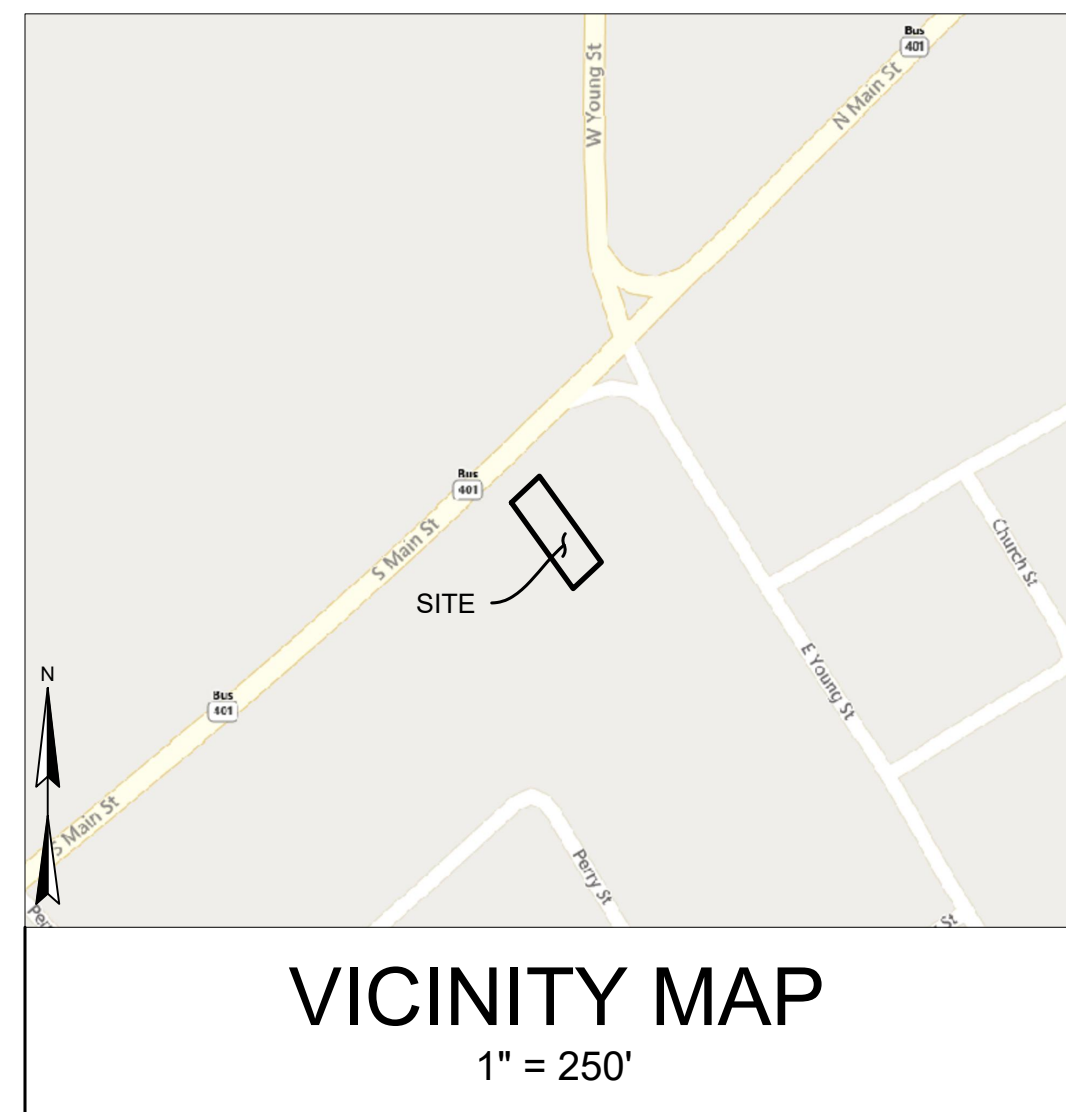 Bus
401
N Main St
W Young St
Bus
401
S Main St
Church St
SITE
E Young St
N
Bus
401
S Main St
Perry St
St
VICINITY MAP
1" = 250'